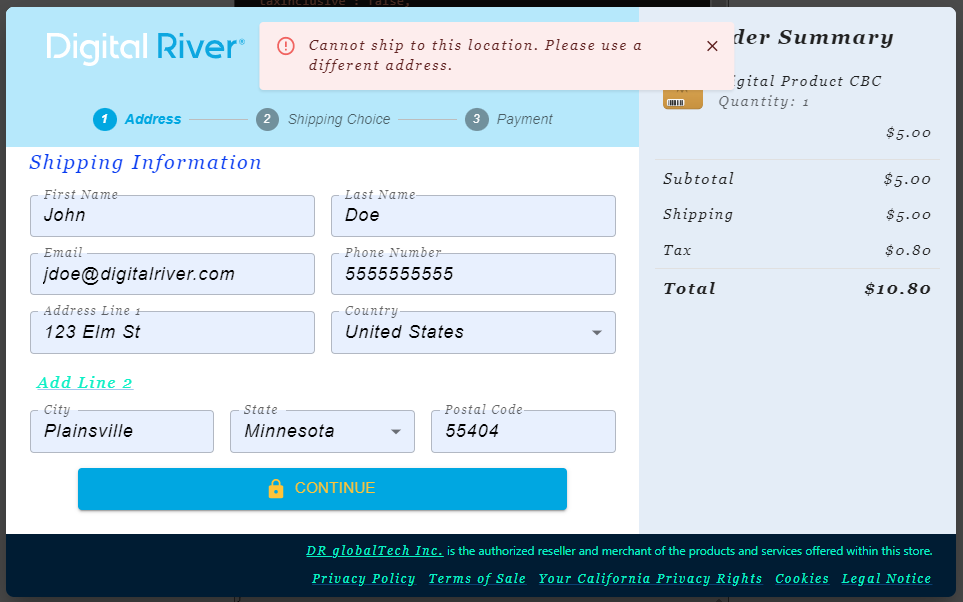 taxInclusive : false,
Digital River®
Cannot ship to this location. Please use a
different address.
der Summary
1 Address 2 Shipping Choice 3 Payment
igital Product CBC
Quantity: 1
$5.00
Subtotal $5.00
Shipping $5.00
Tax $0.80
Total $10.80
Shipping Information
First Name
John
Last Name
Doe
Email
jdoe@digitalriver.com
Phone Number
5555555555
Address Line 1
123 Elm St
Country
United States
Add Line 2
City
Plainsville
State
Minnesota
Postal Code
55404
CONTINUE
DR globalTech Inc. is the authorized reseller and merchant of the products and services offered within this store.
Privacy Policy Terms of Sale Your California Privacy Rights Cookies Legal Notice